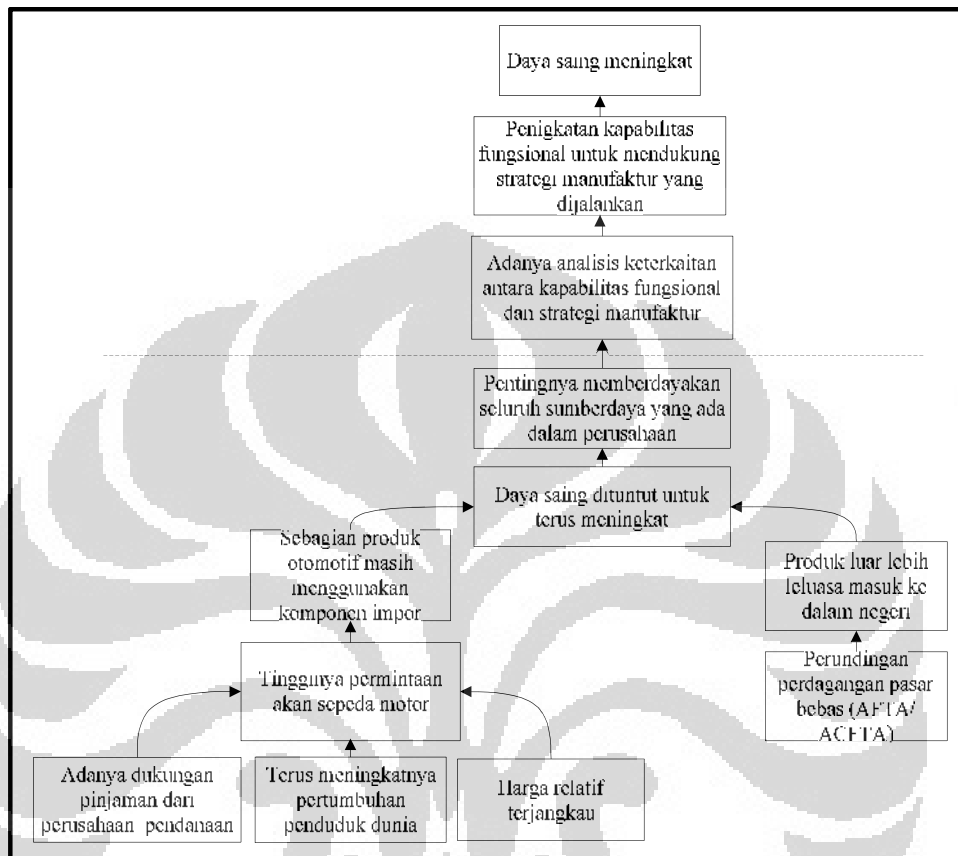 Daya saing meningkat
Penigkatan kapabilitas
fungsional untuk mendukung
strategi manufaktur yang
dijalankan
Adanya analisis keterkaitan
antara kapabilitas fungsional
dan strategi manufaktur
Pentingnya memberdayakan
seluruh sumberdaya yang ada
dalam perusahaan
Daya saing dituntut untuk
terus meningkat
Sebagian produk
otomotif masih
menggunakan
komponen impor
Produk luar lebih
leluasa masuk ke
dalam negeri
Tingginya permintaan
akan sepeda motor
Perundingan
perdagangan pasar
bebas (AFTA/
ACFTA)
Adanya dukungan
pinjaman dari
perusahaan pendanaan
Terus meningkatnya
pertumbuhan
penduduk dunia
Harga relatif
terjangkau